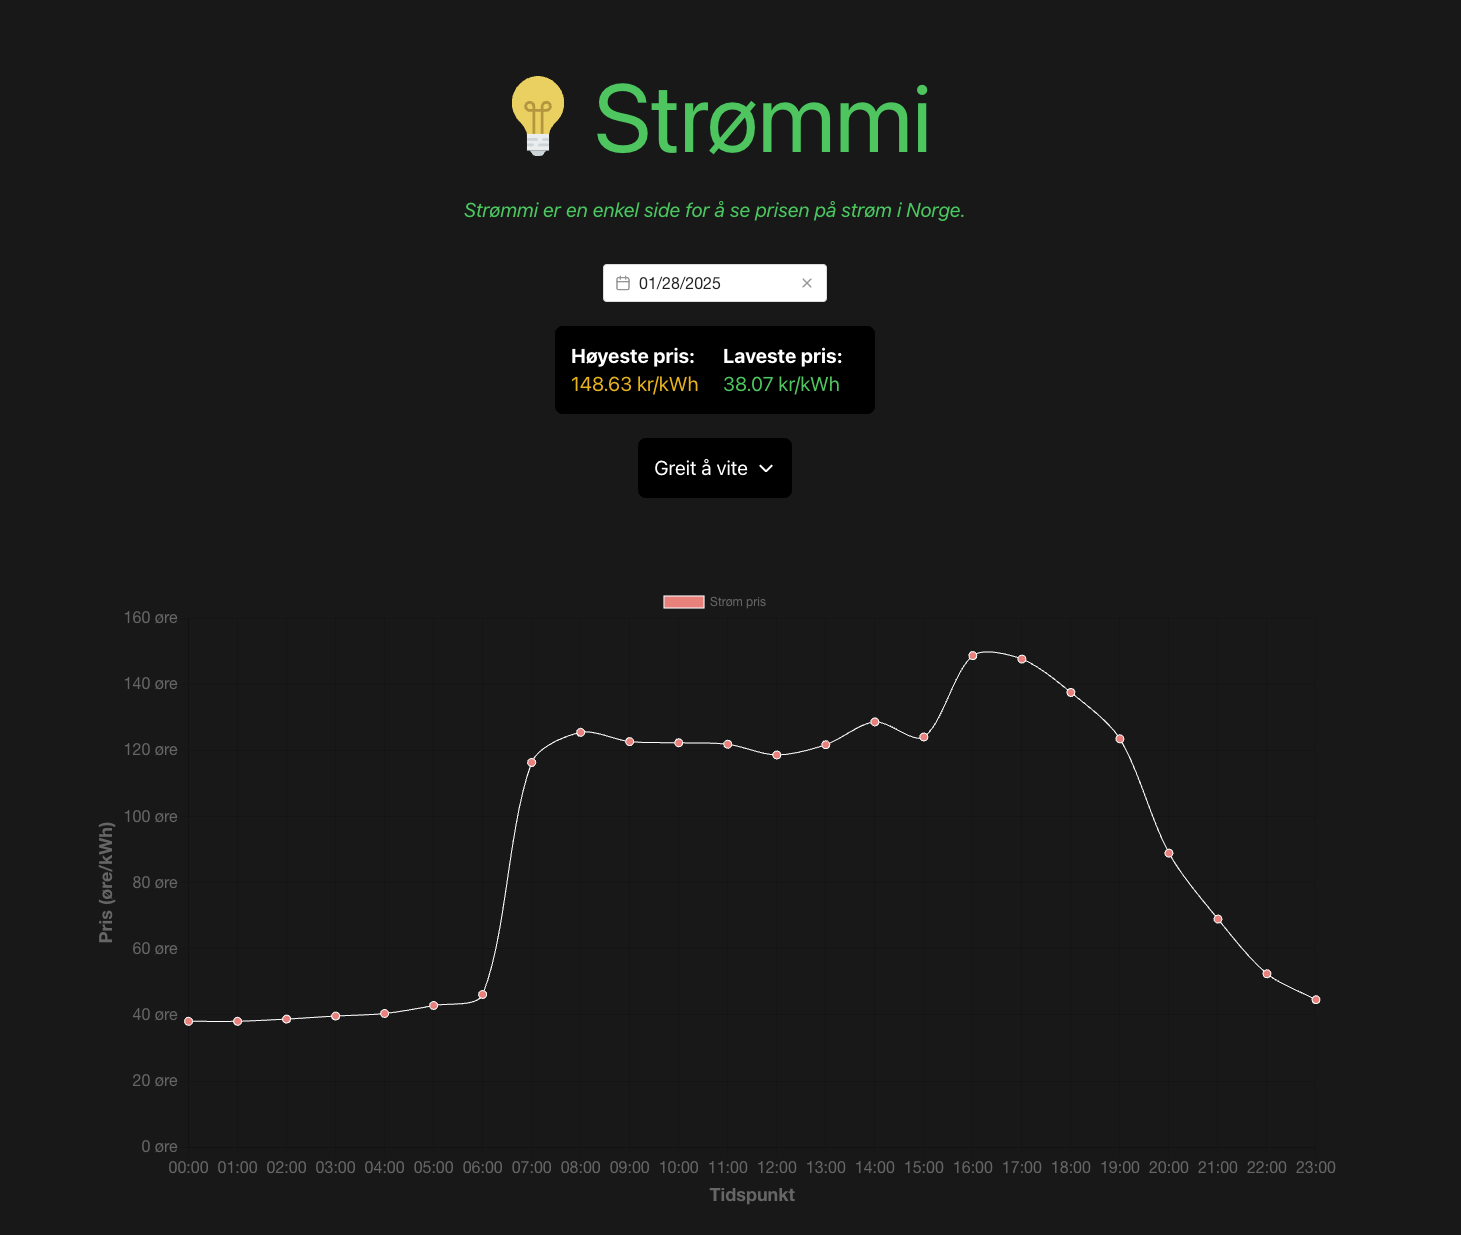 Strømmi
Strømmi er en enkel side for å se prisen på strøm i Norge.
01/28/2025
Høyeste pris: Laveste pris:
148.63 kr/kWh 38.07 kr/kWh
Greit å vite
Strøm pris
160 øre
140 øre
120 øre
100 øre
80 øre
60 øre
40 øre
20 øre
0 øre
Pris (øre/kWh)
00:00 01:00 02:00 03:00 04:00 05:00 06:00 07:00 08:00 09:00 10:00 11:00 12:00 13:00 14:00 15:00 16:00 17:00 18:00 19:00 20:00 21:00 22:00 23:00
Tidspunkt